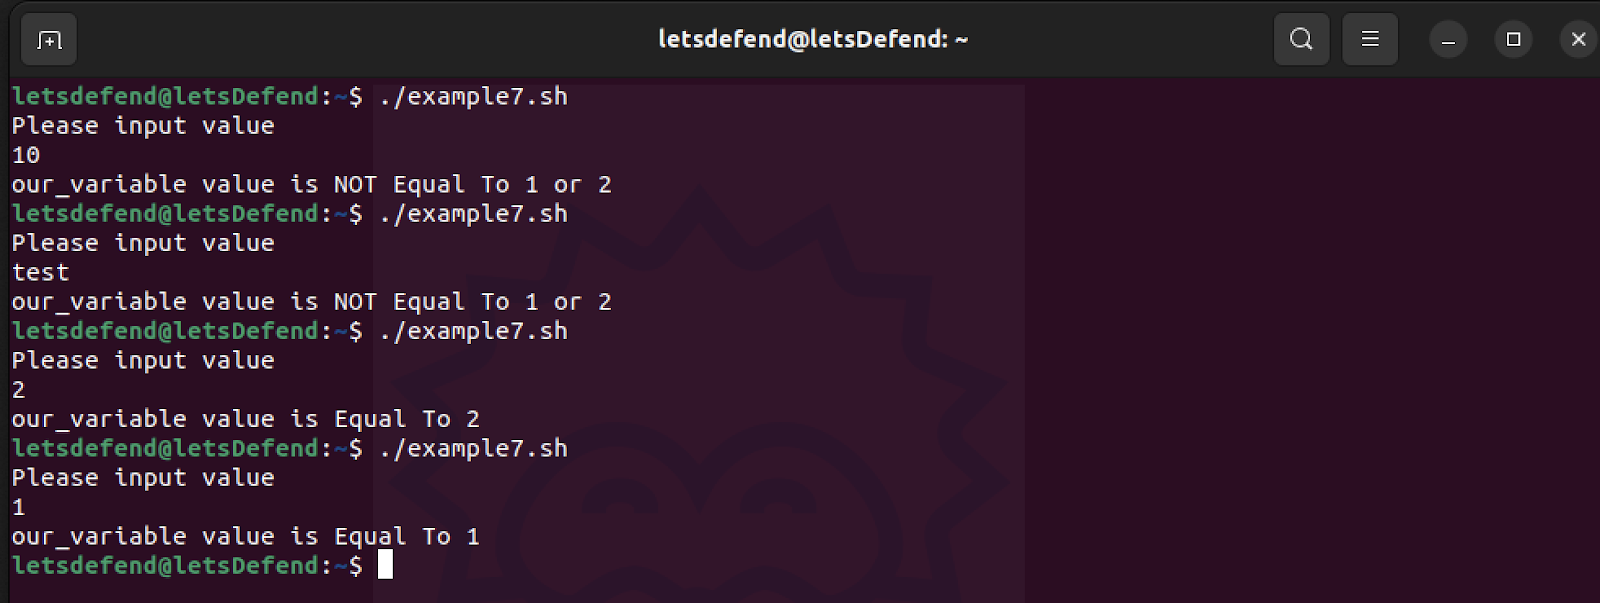 letsdefend@letsDefend: ~
letsdefend@letsDefend:~$ ./example7.sh
Please input value
10
our_variable value is NOT Equal To 1 or 2
letsdefend@letsDefend:~$ ./example7.sh
Please input value
test
our_variable value is NOT Equal To 1 or 2
letsdefend@letsDefend:~$ ./example7.sh
Please input value
2
our_variable value is Equal To 2
letsdefend@letsDefend:~$ ./example7.sh
Please input value
1
our_variable value is Equal To 1
letsdefend@letsDefend:~$